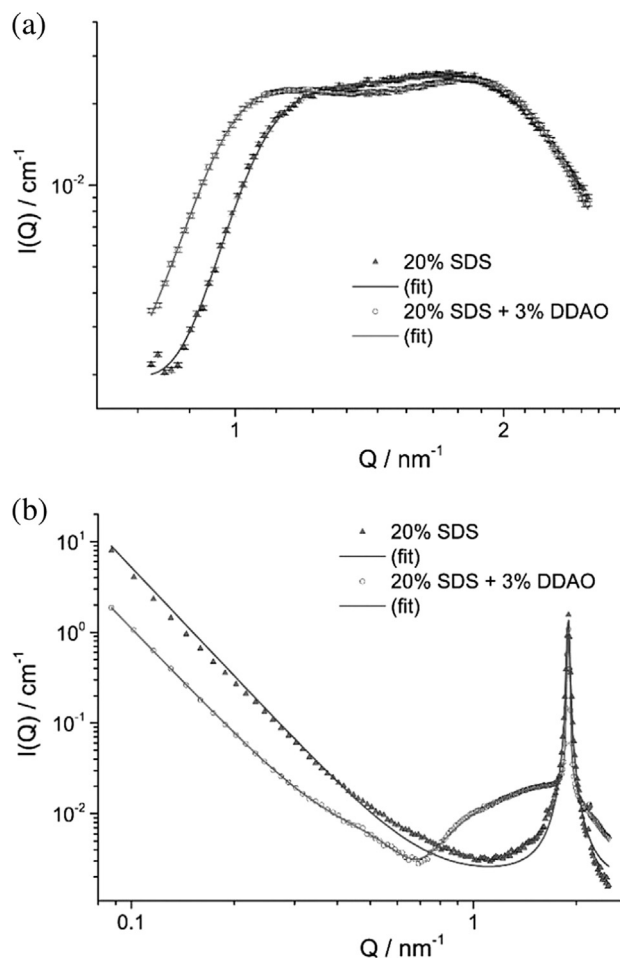 (a)
I(Q) / cm⁻¹
10⁻²
20% SDS
(fit)
20% SDS + 3% DDAO
(fit)
1
2
Q / nm⁻¹
(b)
I(Q) / cm⁻¹
10¹
10⁰
10⁻¹
10⁻²
20% SDS
(fit)
20% SDS + 3% DDAO
(fit)
0.1
1
Q / nm⁻¹